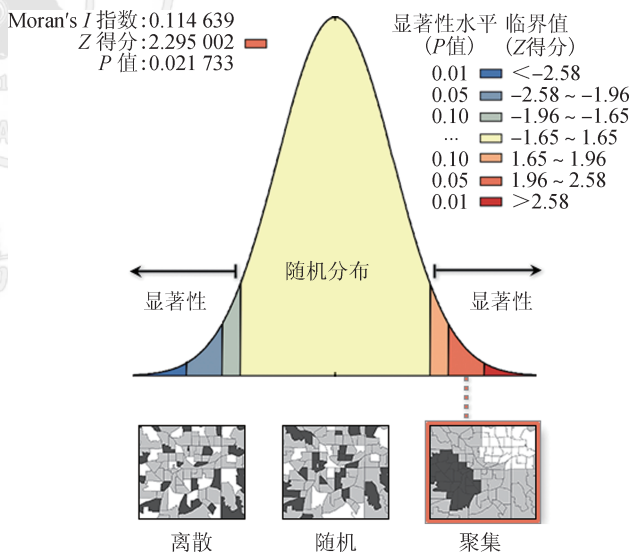 Moran's I 指数:0.114 639
Z 得分:2.295 002
P 值:0.021 733
显著性水平 临界值
(P值) (Z得分)
0.01 <-2.58
0.05 -2.58 ~ -1.96
0.10 -1.96 ~ -1.65
... -1.65 ~ 1.65
0.10 1.65 ~ 1.96
0.05 1.96 ~ 2.58
0.01 >2.58
随机分布
显著性 显著性
离散 随机 聚集